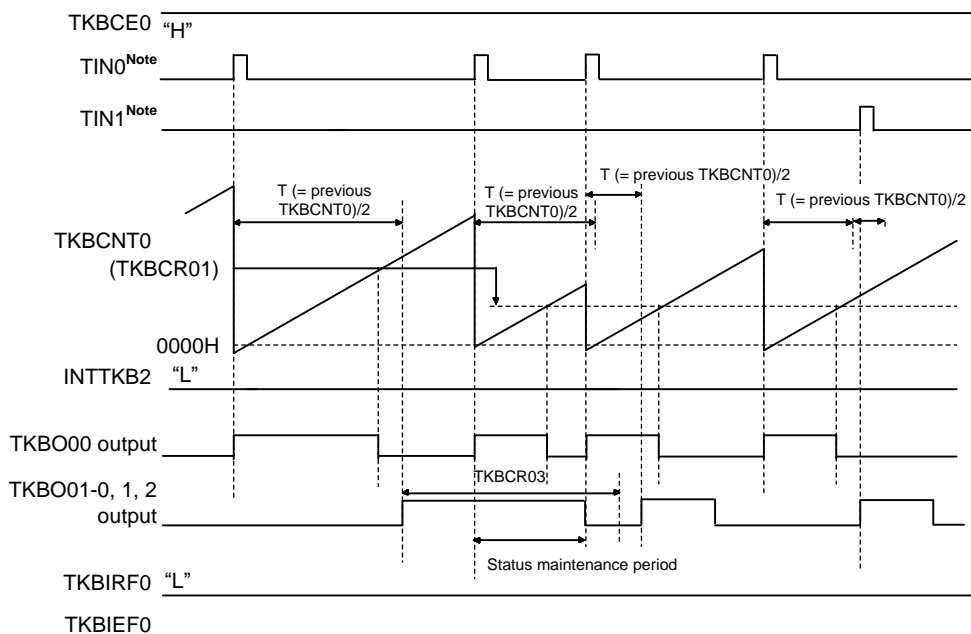 TKBCE0 "H"
TIN0Note
TIN1Note
T (= previous TKBCNT0)/2
T (= previous
TKBCNT0)/2
T (= previous
TKBCNT0)/2
T (= previous TKBCNT0)/2
TKBCNT0
(TKBCR01)
0000H
INTTKB2 "L"
TKBO00 output
TKBCR03
TKBO01-0, 1, 2
output
Status maintenance period
TKBIRF0 "L"
TKBIEF0